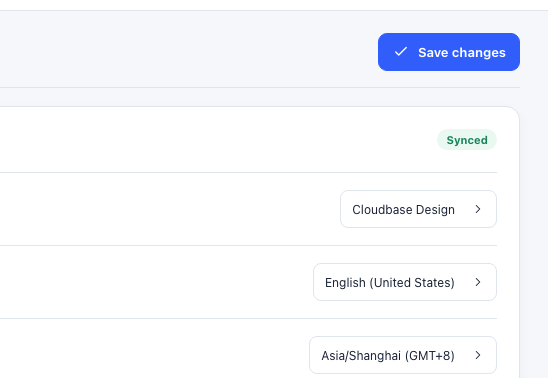 Save changes
Synced
Cloudbase Design
English (United States)
Asia/Shanghai (GMT+8)